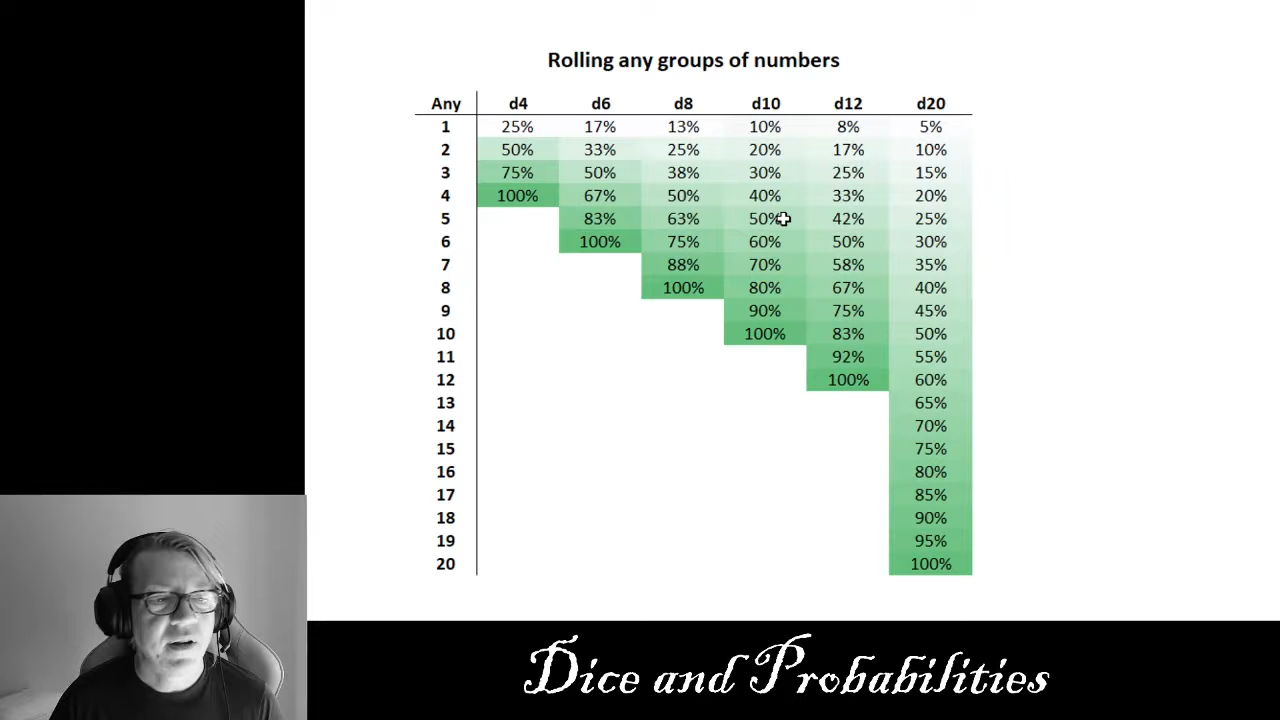 Rolling any groups of numbers
Any d4 d6 d8 d10 d12 d20
1 25% 17% 13% 10% 8% 5%
2 50% 33% 25% 20% 17% 10%
3 75% 50% 38% 30% 25% 15%
4 100% 67% 50% 40% 33% 20%
5 83% 63% 50% 42% 25%
6 100% 75% 60% 50% 30%
7 88% 70% 58% 35%
8 100% 80% 67% 40%
9 90% 75% 45%
10 100% 83% 50%
11 92% 55%
12 100% 60%
13 65%
14 70%
15 75%
16 80%
17 85%
18 90%
19 95%
20 100%
Dice and Probabilities